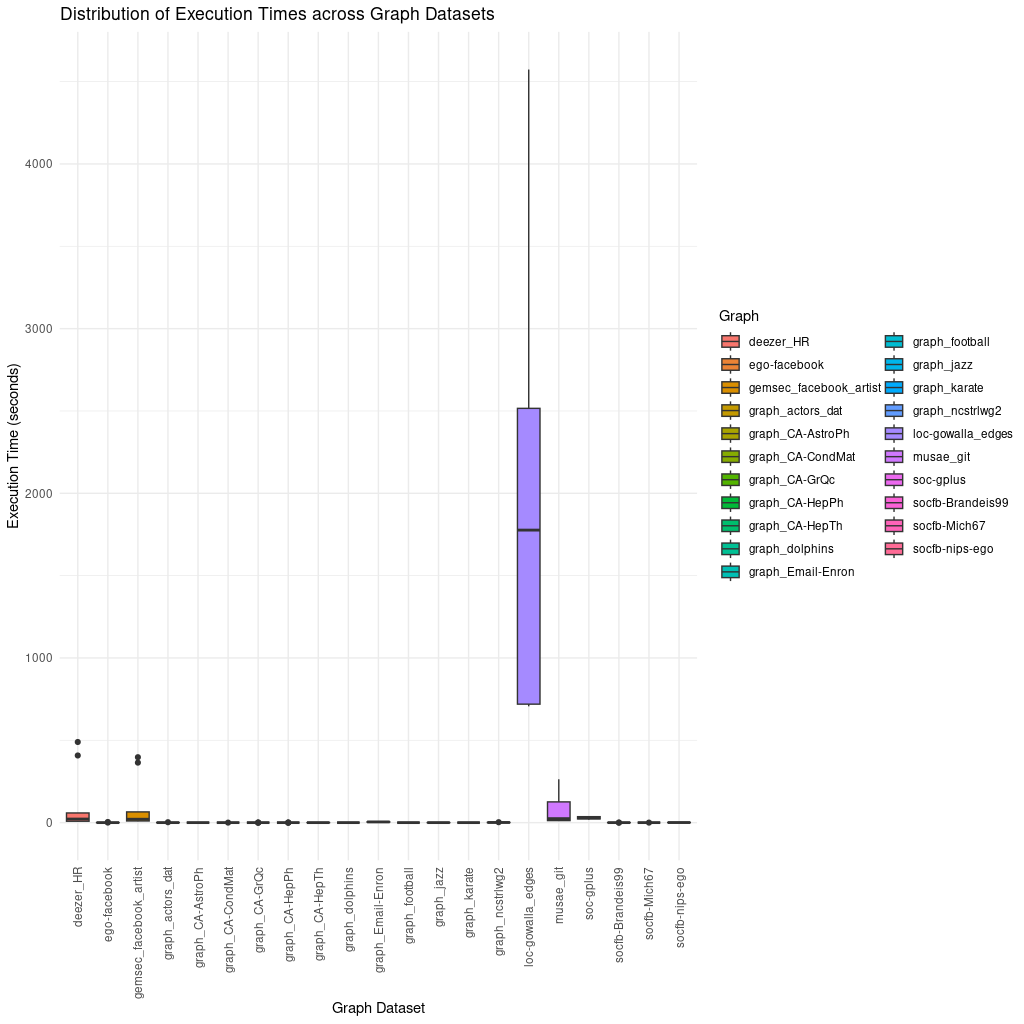 Distribution of Execution Times across Graph Datasets
Execution Time (seconds)
4000
3000
2000
1000
0
deezer_HR
ego-facebook
gemsec_facebook_artist
graph_actors_dat
graph_CA-AstroPh
graph_CA-CondMat
graph_CA-GrQc
graph_CA-HepPh
graph_CA-HepTh
graph_dolphins
graph_Email-Enron
graph_football
graph_jazz
graph_karate
graph_ncstrlwg2
loc-gowalla_edges
musae_git
soc-gplus
socfb-Brandeis99
socfb-Mich67
socfb-nips-ego
Graph Dataset
Graph
deezer_HR
ego-facebook
gemsec_facebook_artist
graph_actors_dat
graph_CA-AstroPh
graph_CA-CondMat
graph_CA-GrQc
graph_CA-HepPh
graph_CA-HepTh
graph_dolphins
graph_Email-Enron
graph_football
graph_jazz
graph_karate
graph_ncstrlwg2
loc-gowalla_edges
musae_git
soc-gplus
socfb-Brandeis99
socfb-Mich67
socfb-nips-ego